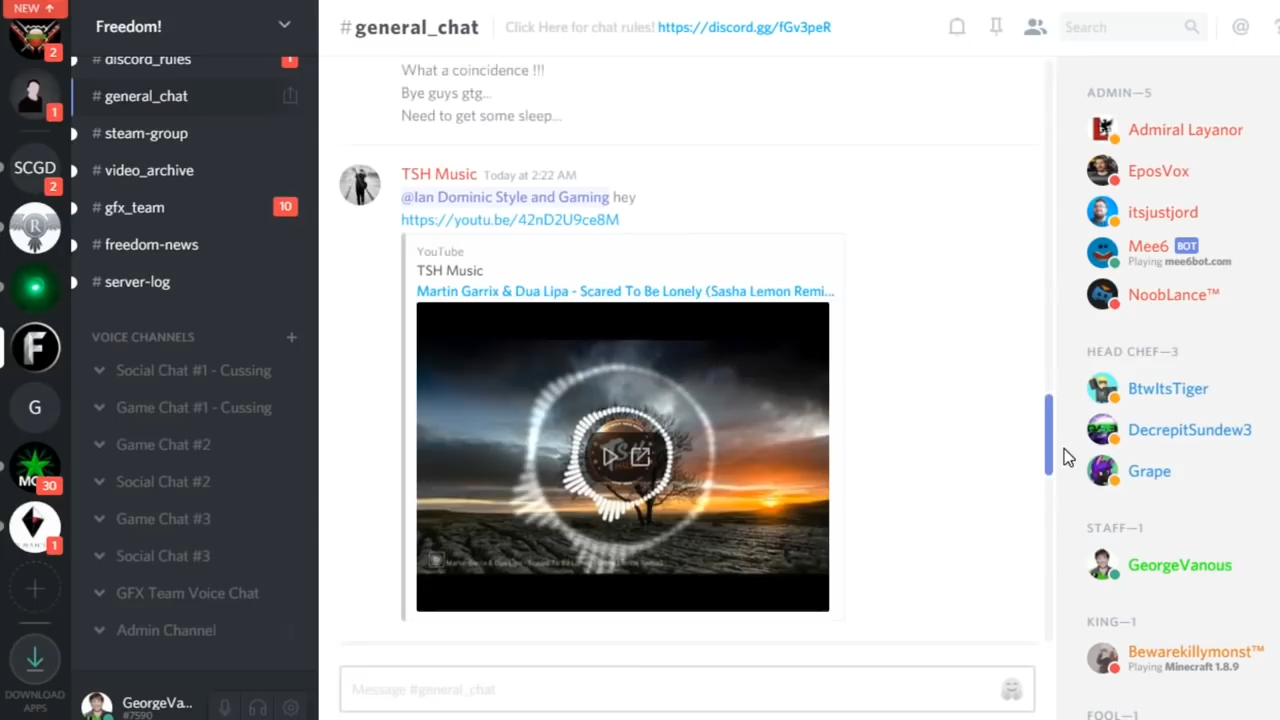 NEW ↑
2
1
SCGD
2
R
F
G
MC
30
1
DOWNLOAD
APPS
Freedom!
# discord_rules
1
# general_chat
# steam-group
# video_archive
# gfx_team
10
# freedom-news
# server-log
VOICE CHANNELS
Social Chat #1 - Cussing
Game Chat #1 - Cussing
Game Chat #2
Social Chat #2
Game Chat #3
Social Chat #3
GFX Team Voice Chat
Admin Channel
GeorgeVa...
#7590
#general_chat
Click Here for chat rules! https://discord.gg/fGv3peR
Search
What a coincidence !!!
Bye guys gtg...
Need to get some sleep...
TSH Music Today at 2:22 AM
@Ian Dominic Style and Gaming hey
https://youtu.be/42nD2U9ce8M
YouTube
TSH Music
Martin Garrix & Dua Lipa - Scared To Be Lonely (Sasha Lemon Remi...
Message #general_chat
ADMIN—5
Admiral Layanor
EposVox
itsjustjord
Mee6 BOT
Playing mee6bot.com
NoobLance™
HEAD CHEF—3
BtwItsTiger
DecrepitSundew3
Grape
STAFF—1
GeorgeVanous
KING—1
Bewarekillymonst™
Playing Minecraft 1.8.9
FOOL—1